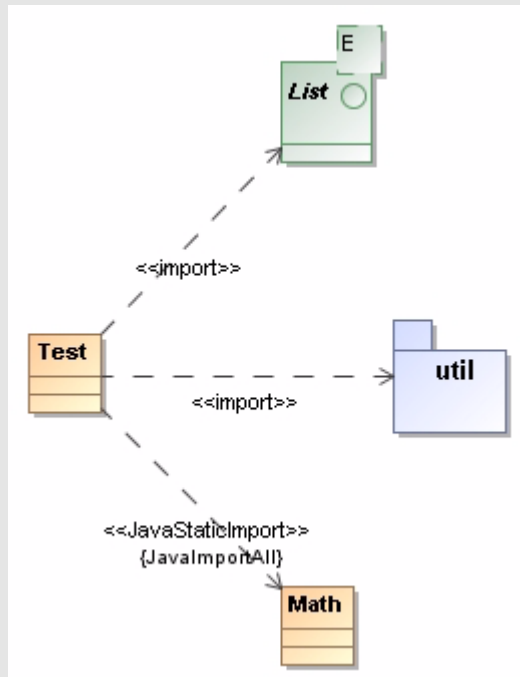 E
List
<<import>>
Test
util
<<import>>
<<JavaStaticImport>>
{JavaImportAll}
Math